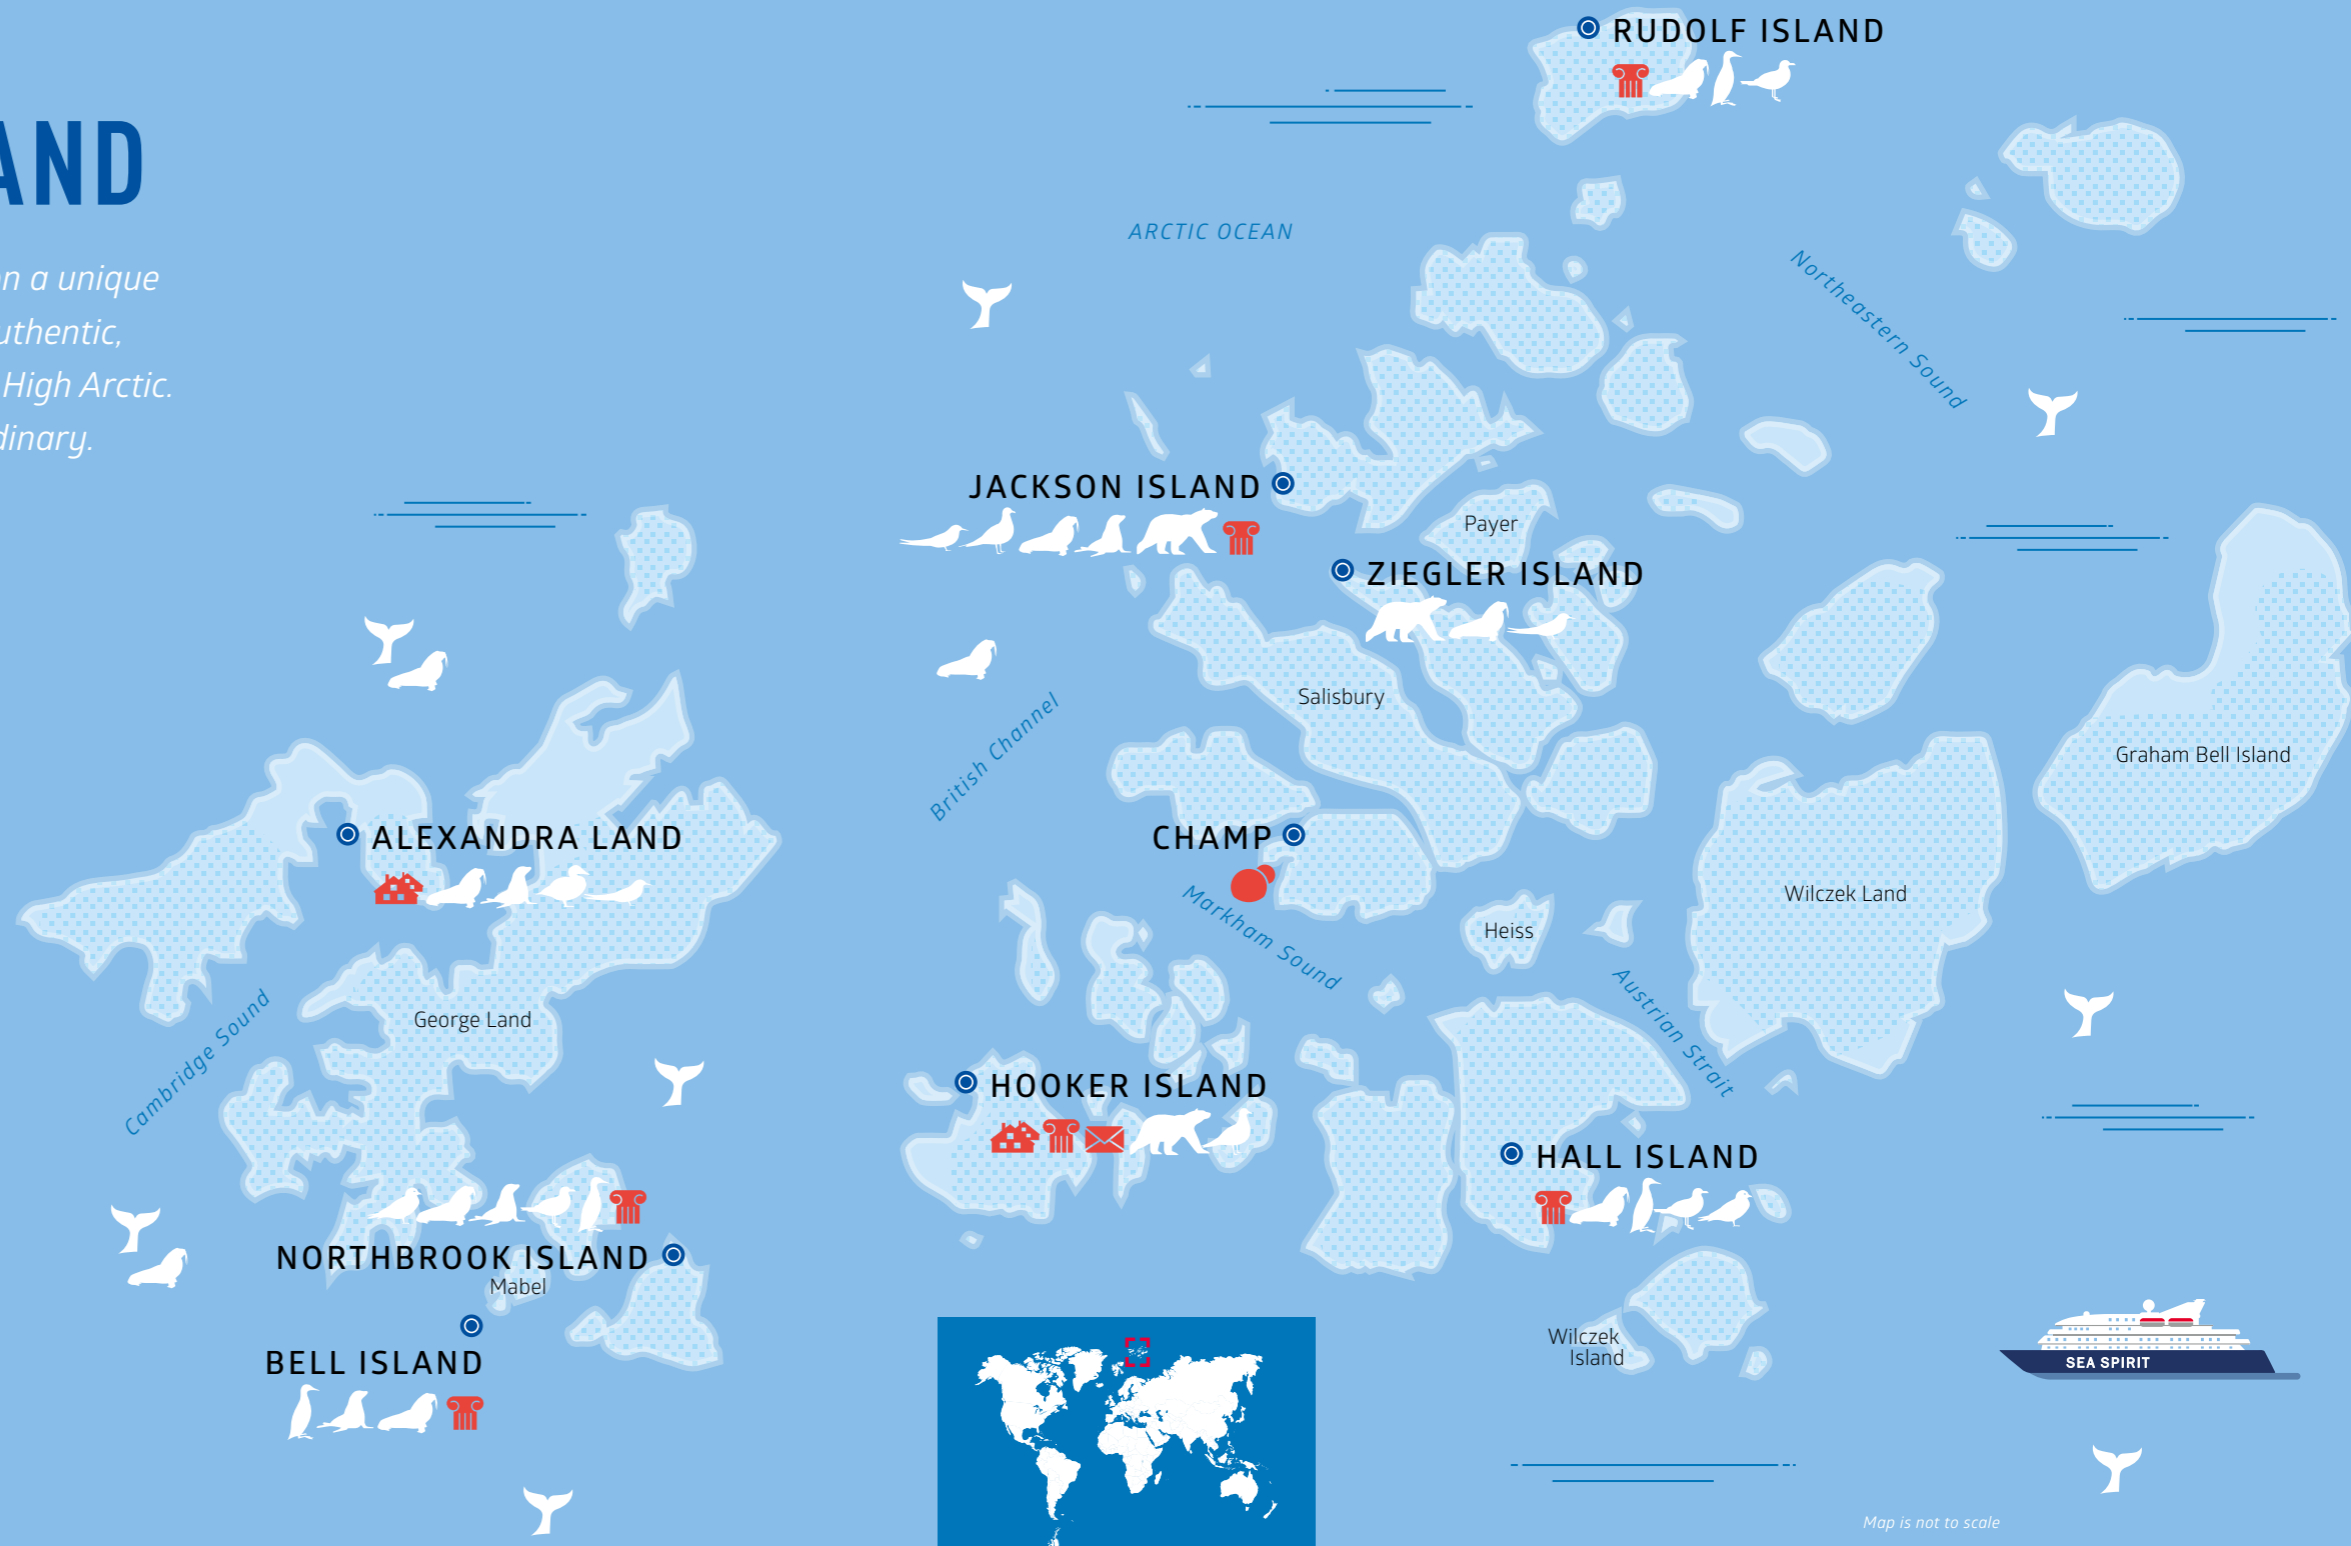 AND
n a unique
uthentic,
High Arctic.
dinary.
RUDOLF ISLAND
ARCTIC OCEAN
Northeastern Sound
JACKSON ISLAND
Payer
ZIEGLER ISLAND
Salisbury
British Channel
Graham Bell Island
ALEXANDRA LAND
CHAMP
Markham Sound
Wilczek Land
Heiss
Austrian Strait
George Land
Cambridge Sound
HOOKER ISLAND
HALL ISLAND
NORTHBROOK ISLAND
Mabel
BELL ISLAND
Wilczek
Island
SEA SPIRIT
Map is not to scale